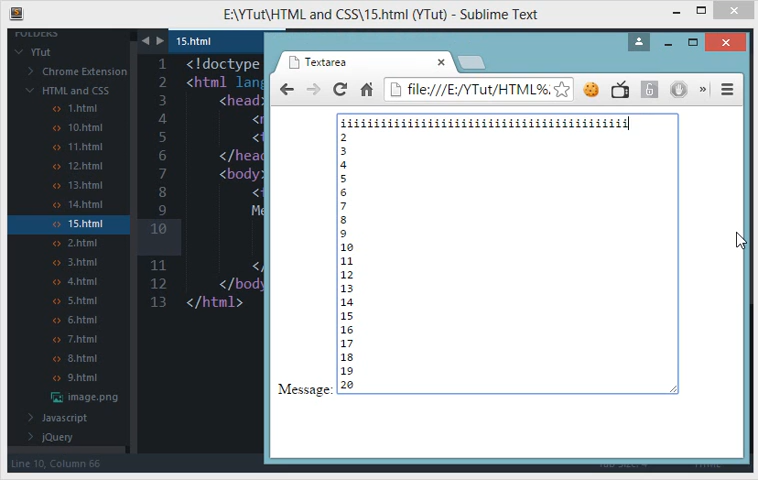 E:\YTut\HTML and CSS\15.html (YTut) - Sublime Text
FOLDERS
YTut
Chrome Extension
HTML and CSS
1.html
10.html
11.html
12.html
13.html
14.html
15.html
2.html
3.html
4.html
5.html
6.html
7.html
8.html
9.html
image.png
Javascript
jQuery
15.html
1 <!doctype
2 <html lang
3 <head>
4 <
5 <
6 </head
7 <body>
8 <
9 Me
10
11 </
12 </body
13 </html>
Textarea
file:///E:/YTut/HTML%2
»
2
3
4
5
6
7
8
9
10
11
12
13
14
15
16
17
18
19
20
Message:
Line 10, Column 66
Tab Size: 4
HTML